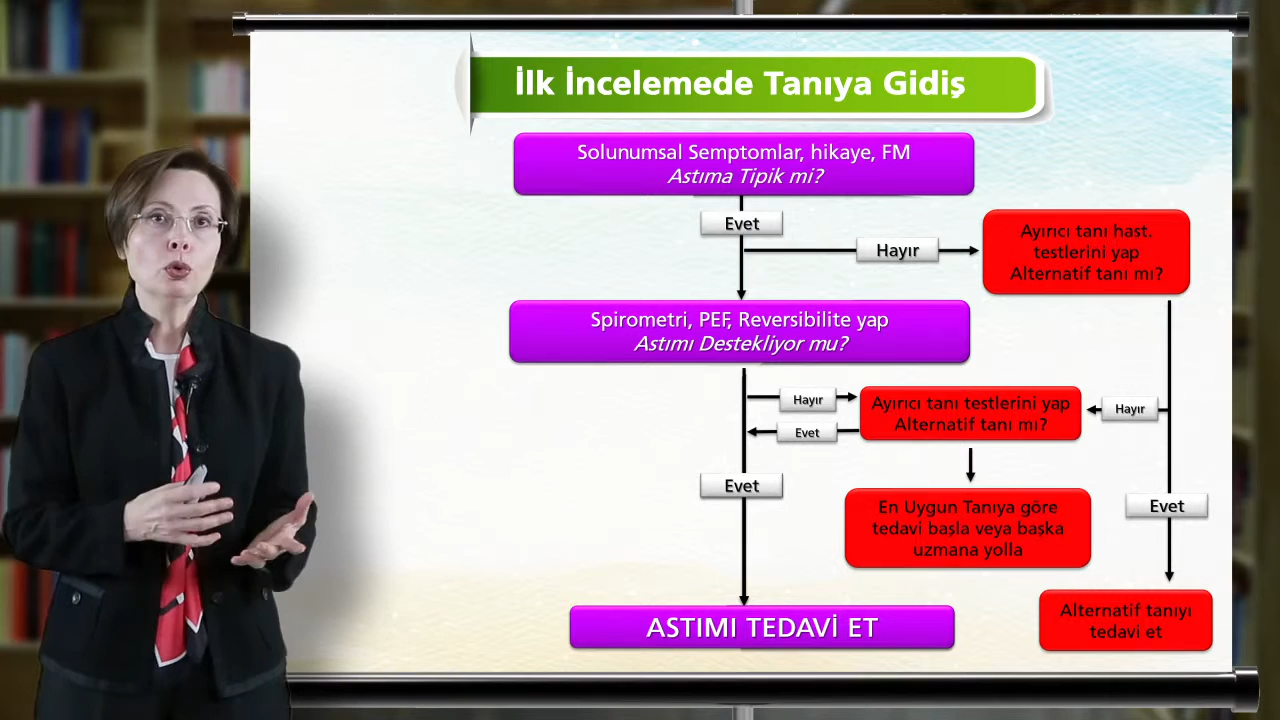 İlk İncelemede Tanıya Gidiş
Solunumsal Semptomlar, hikaye, FM
Astıma Tipik mi?
Evet
Hayır
Ayırıcı tanı hast.
testlerini yap
Alternatif tanı mı?
Spirometri, PEF, Reversibilite yap
Astımı Destekliyor mu?
Hayır
Evet
Ayırıcı tanı testlerini yap
Alternatif tanı mı?
Hayır
Evet
En Uygun Tanıya göre
tedavi başla veya başka
uzmana yolla
Evet
ASTIMI TEDAVİ ET
Alternatif tanıyı
tedavi et